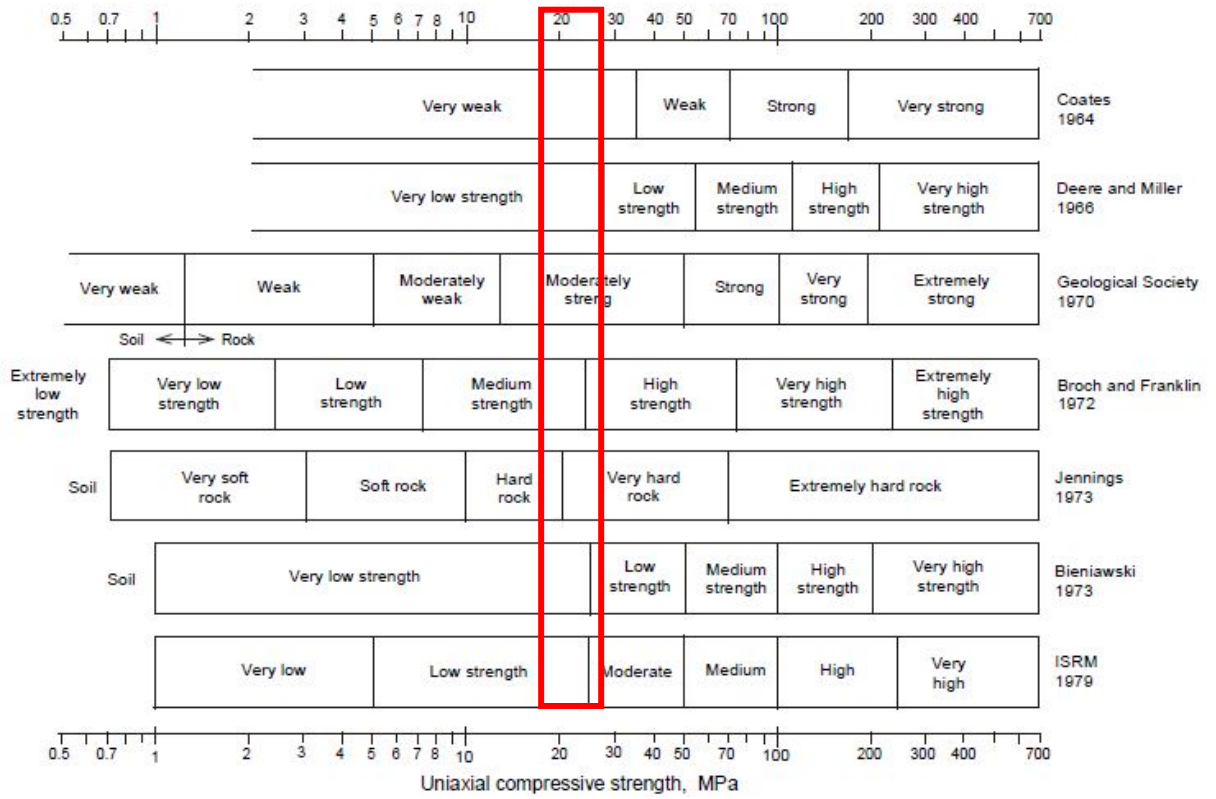 0.5 0.7 1 2 3 4 5 6 7 8 10 20 30 40 50 70 100 200 300 400 700
Very weak Weak Strong Very strong Coates
1964
Very low strength Low Medium High Very high Deere and Miller
strength strength strength strength 1966
Very weak Weak Moderately Moderately Strong Very Extremely Geological Society
weak streng strong strong 1970
Soil Rock
Extremely Very low Low Medium High Very high Extremely Broch and Franklin
low strength strength strength strength strength high 1972
strength strength
Soil Very soft Soft rock Hard Very hard Extremely hard rock Jennings
rock rock rock 1973
Soil Very low strength Low Medium High Very high Bieniawski
strength strength strength strength 1973
Very low Low strength Moderate Medium High Very ISRM
high 1979
0.5 0.7 1 2 3 4 5 6 7 8 10 20 30 40 50 70 100 200 300 400 700
Uniaxial compressive strength, MPa